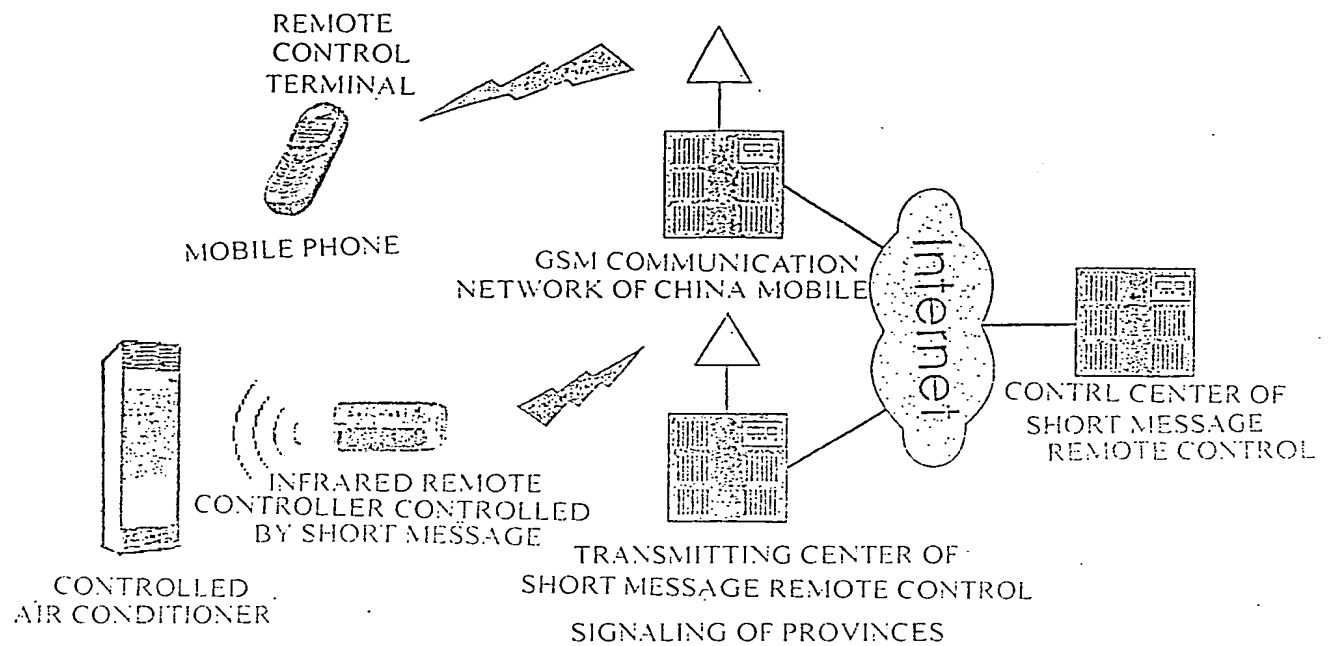 REMOTE
CONTROL
TERMINAL
MOBILE PHONE
GSM COMMUNICATION
NETWORK OF CHINA MOBILE
Internet
CONTRL CENTER OF
SHORT MESSAGE
REMOTE CONTROL
INFRARED REMOTE
CONTROLLER CONTROLLED
BY SHORT MESSAGE
CONTROLLED
AIR CONDITIONER
TRANSMITTING CENTER OF
SHORT MESSAGE REMOTE CONTROL
SIGNALING OF PROVINCES